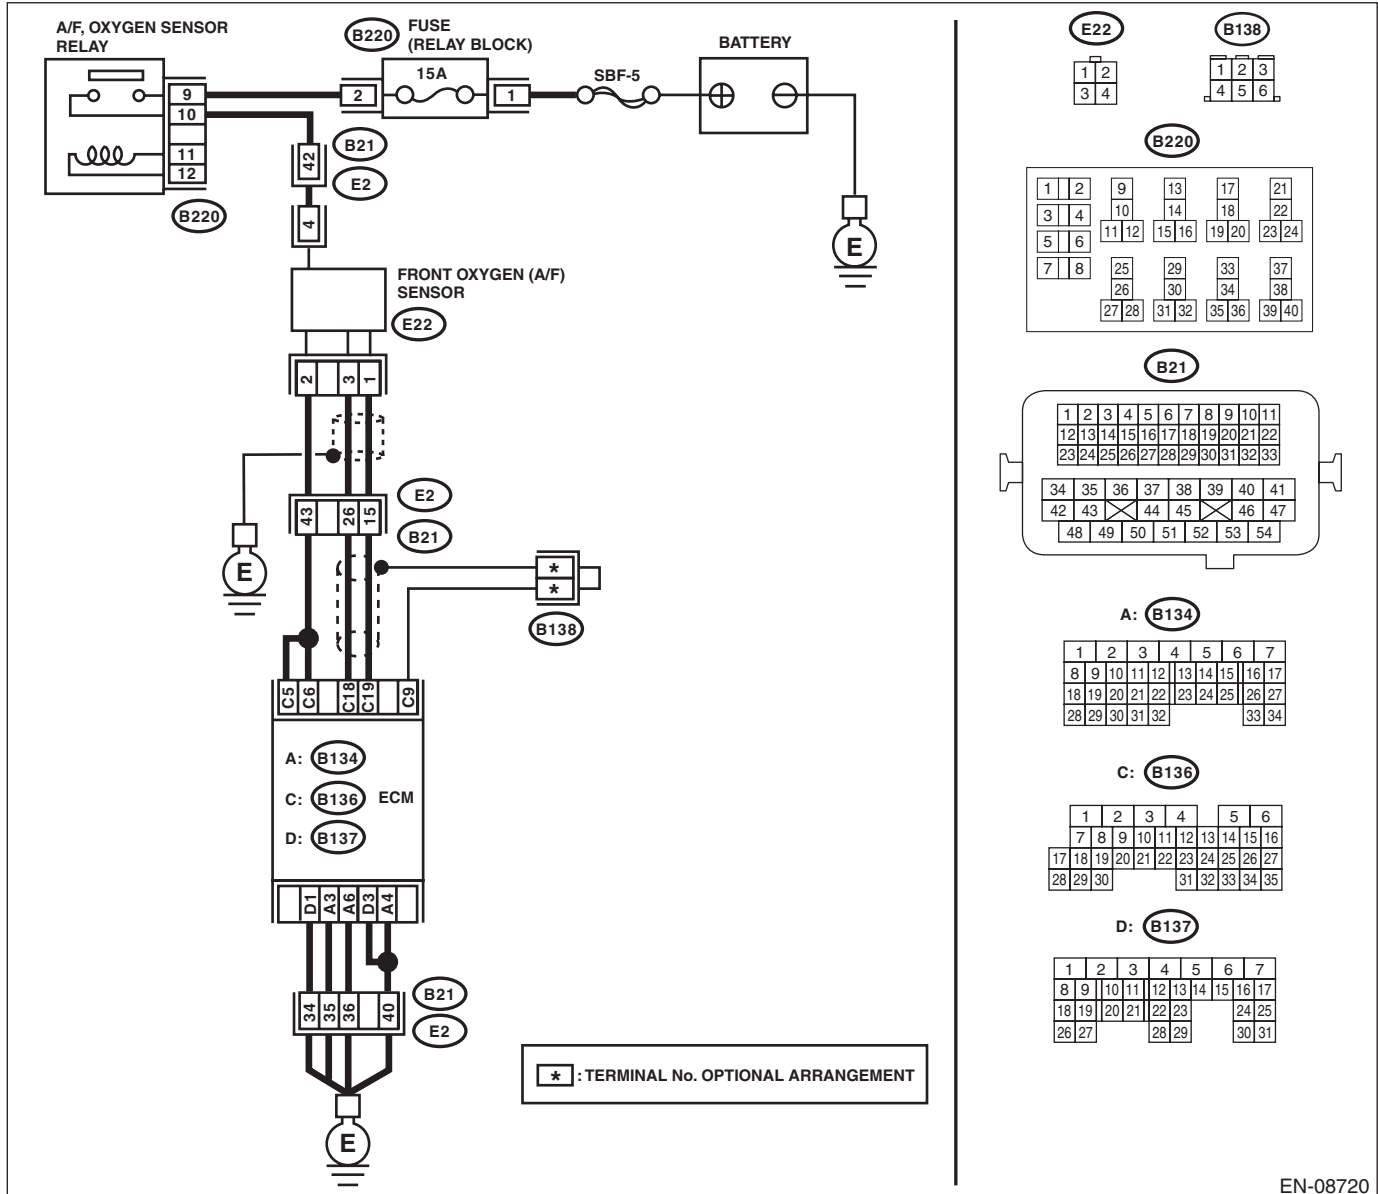 A/F, OXYGEN SENSOR
RELAY
B220
FUSE
(RELAY BLOCK)
15A
2
1
SBF-5
BATTERY
9
10
11
12
B220
42
B21
E2
4
E
FRONT OXYGEN (A/F)
SENSOR
E22
2 3 1
E
43 26 15
E2
B21
*
*
B138
C5 C6 C18 C19 C9
A: B134
C: B136 ECM
D: B137
D1 A3 A6 D3 A4
34 35 36 40
B21
E2
E
* : TERMINAL No. OPTIONAL ARRANGEMENT
E22
1 2
3 4
B138
1 2 3
4 5 6
B220
1 2 9 13 17 21
3 4 10 14 18 22
11 12 15 16 19 20 23 24
5 6
7 8 25 29 33 37
26 30 34 38
27 28 31 32 35 36 39 40
B21
1 2 3 4 5 6 7 8 9 10 11
12 13 14 15 16 17 18 19 20 21 22
23 24 25 26 27 28 29 30 31 32 33
34 35 36 37 38 39 40 41
42 43 44 45 46 47
48 49 50 51 52 53 54
A: B134
1 2 3 4 5 6 7
8 9 10 11 12 13 14 15 16 17
18 19 20 21 22 23 24 25 26 27
28 29 30 31 32 33 34
C: B136
1 2 3 4 5 6
7 8 9 10 11 12 13 14 15 16
17 18 19 20 21 22 23 24 25 26 27
28 29 30 31 32 33 34 35
D: B137
1 2 3 4 5 6 7
8 9 10 11 12 13 14 15 16 17
18 19 20 21 22 23 24 25
26 27 28 29 30 31
EN-08720